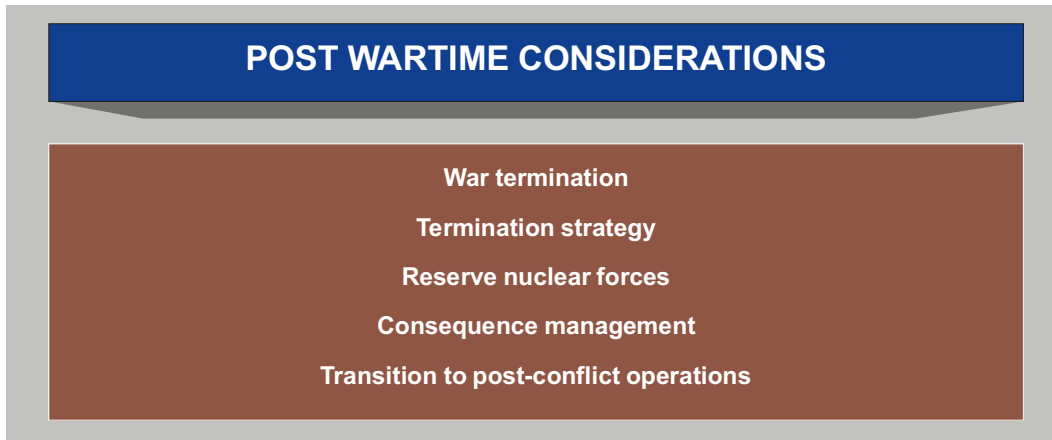 POST WARTIME CONSIDERATIONS
War termination
Termination strategy
Reserve nuclear forces
Consequence management
Transition to post-conflict operations